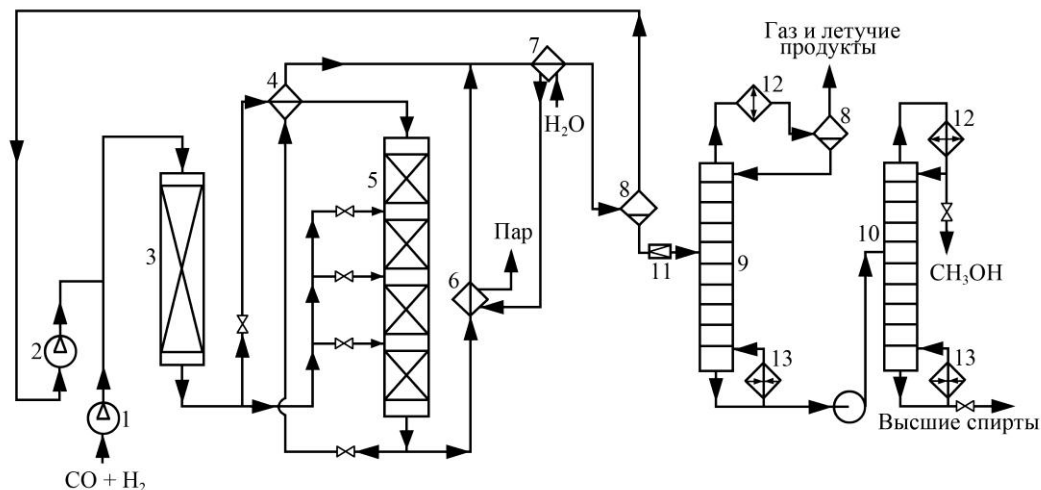 Газ и летучие
продукты
7
4
12
8
12
H₂O
5
3
8
Пар
10
6
11
9
CH₃OH
2
13
13
1
Высшие спирты
CO + H₂